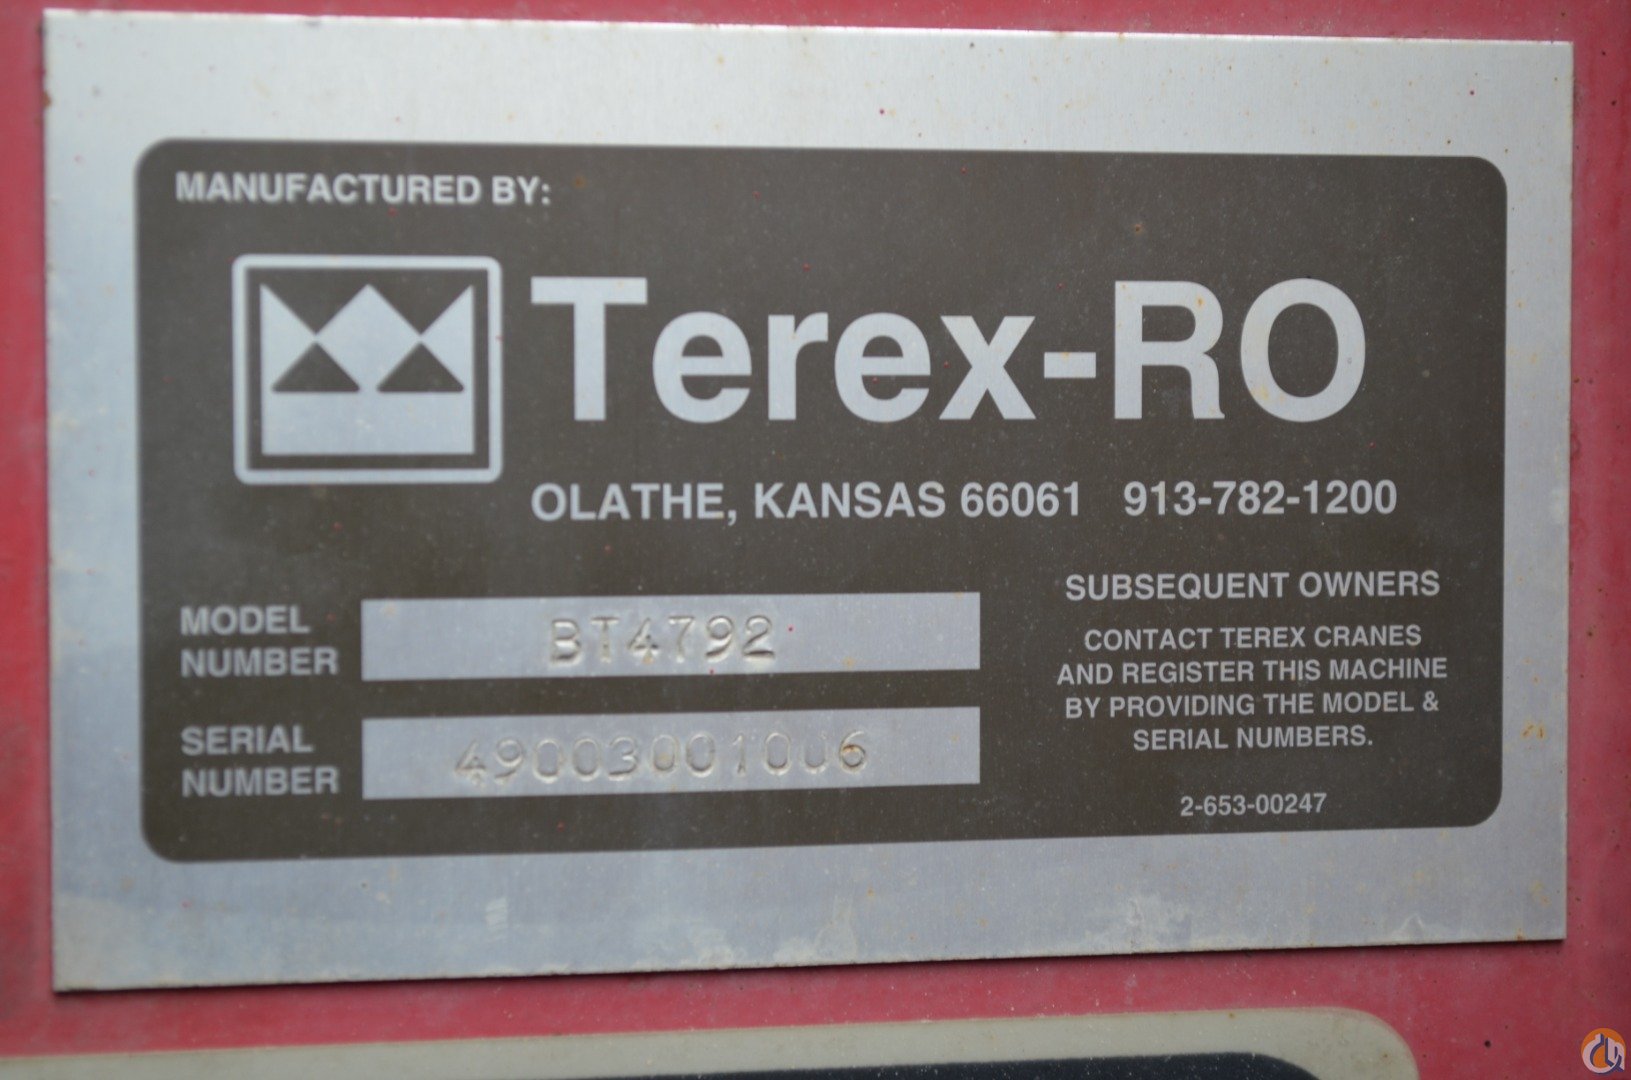 MANUFACTURED BY:
Terex-RO
OLATHE, KANSAS 66061 913-782-1200
MODEL
NUMBER
BT4792
SERIAL
NUMBER
49003001006
SUBSEQUENT OWNERS
CONTACT TEREX CRANES
AND REGISTER THIS MACHINE
BY PROVIDING THE MODEL &
SERIAL NUMBERS.
2-653-00247